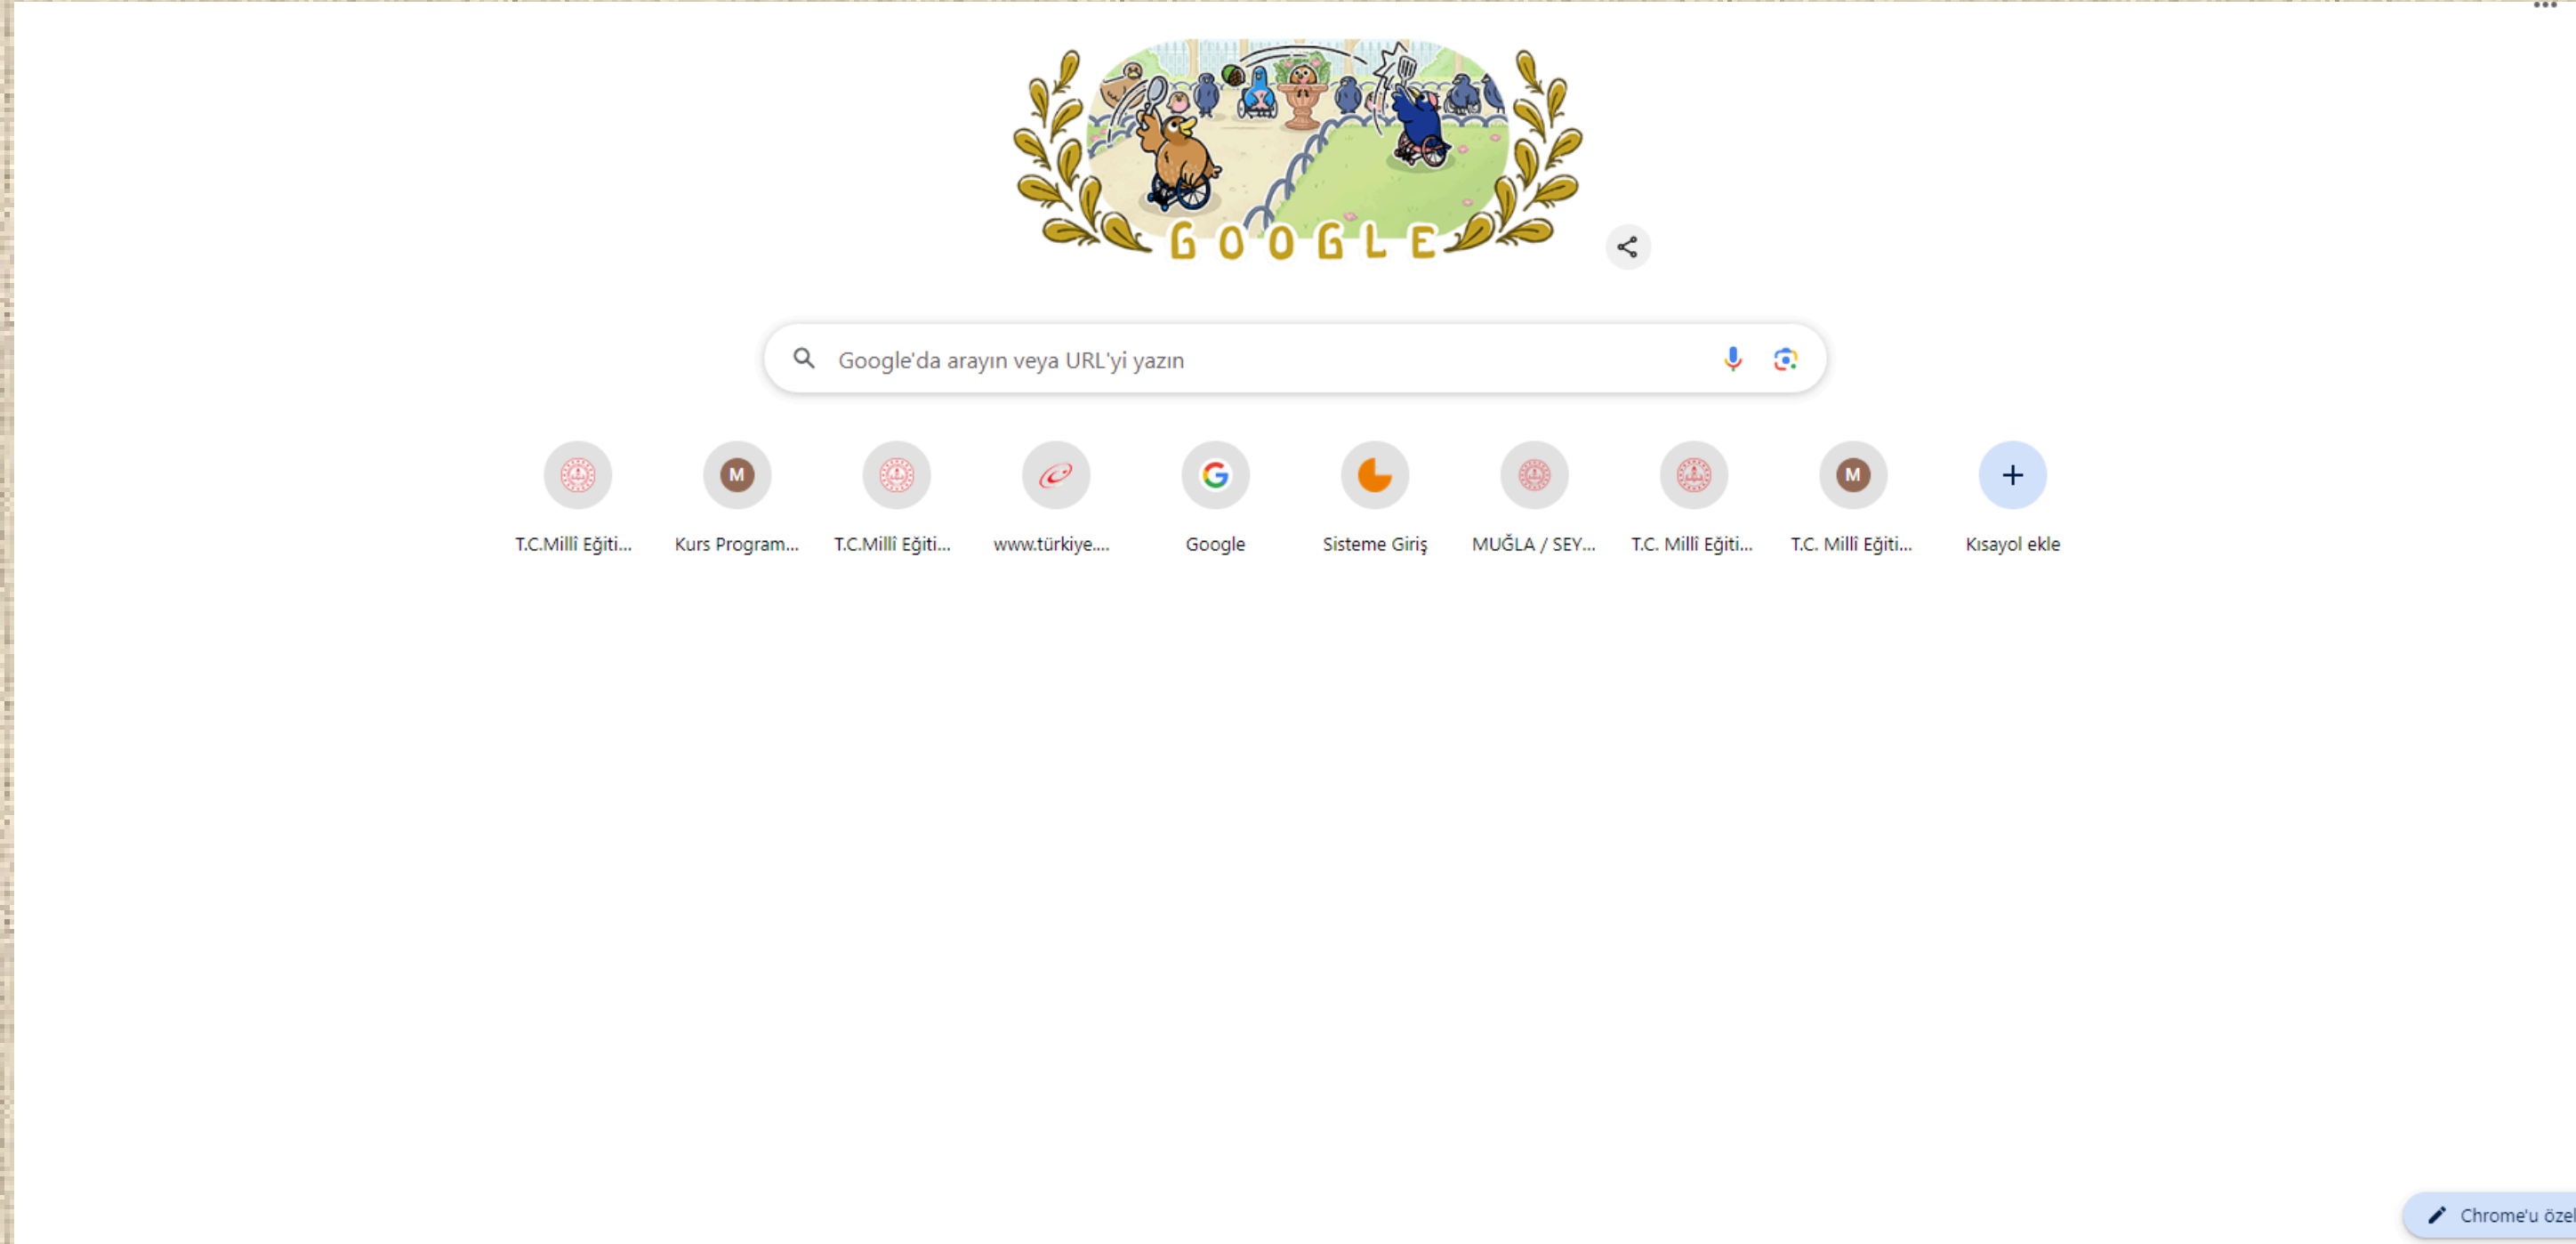 GOOGLE
Google'da arayın veya URL'yi yazın
T.C.Millî Eğiti...
M
Kurs Program...
T.C.Millî Eğiti...
www.türkiye....
G
Google
Sisteme Giriş
MUĞLA / SEY...
T.C. Millî Eğiti...
M
T.C. Millî Eğiti...
Kısayol ekle
Chrome'u özel